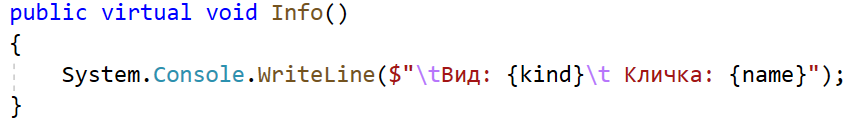 public virtual void Info()
{
System.Console.WriteLine($"\tВид: {kind}\t Кличка: {name}");
}